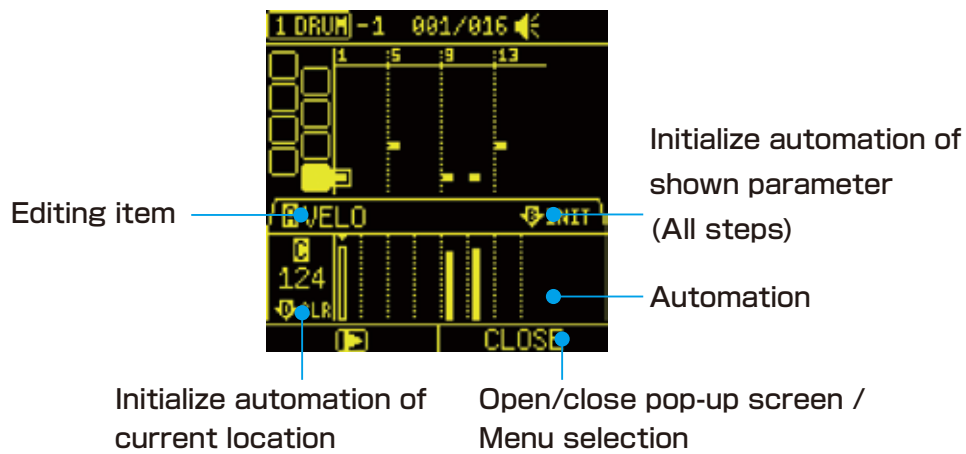 1 DRUM -1 001/016
1 5 9 13
Initialize automation of
shown parameter
(All steps)
Editing item
A VELO B INIT
C
124
Automation
D CLR
CLOSE
Initialize automation of
current location
Open/close pop-up screen /
Menu selection